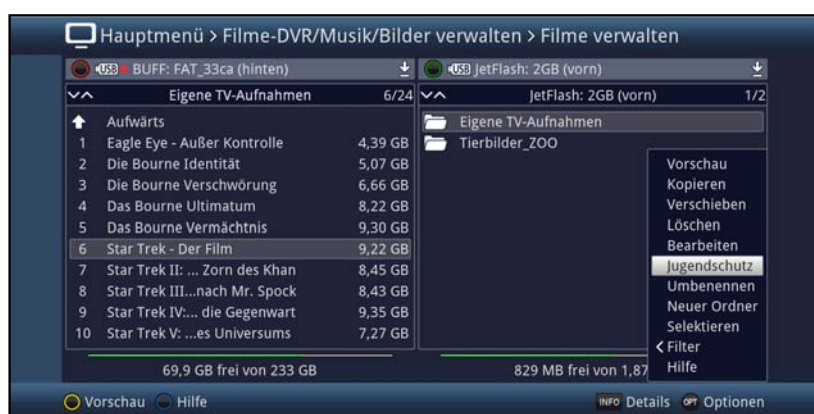 Hauptmenü > Filme-DVR/Musik/Bilder verwalten > Filme verwalten
USB BUFF: FAT_33ca (hinten)
Eigene TV-Aufnahmen 6/24
Aufwärts
1 Eagle Eye - Außer Kontrolle 4,39 GB
2 Die Bourne Identität 5,07 GB
3 Die Bourne Verschwörung 6,66 GB
4 Das Bourne Ultimatum 8,22 GB
5 Das Bourne Vermächtnis 9,30 GB
6 Star Trek - Der Film 9,22 GB
7 Star Trek II: ... Zorn des Khan 8,45 GB
8 Star Trek III...nach Mr. Spock 8,43 GB
9 Star Trek IV:... die Gegenwart 9,35 GB
10 Star Trek V: ...es Universums 7,27 GB
69,9 GB frei von 233 GB
USB JetFlash: 2GB (vorn)
JetFlash: 2GB (vorn) 1/2
Eigene TV-Aufnahmen
Tierbilder_ZOO
829 MB frei von 1,87
Vorschau
Kopieren
Verschieben
Löschen
Bearbeiten
Jugendschutz
Umbenennen
Neuer Ordner
Selektieren
< Filter
Hilfe
Vorschau Hilfe INFO Details OPT Optionen